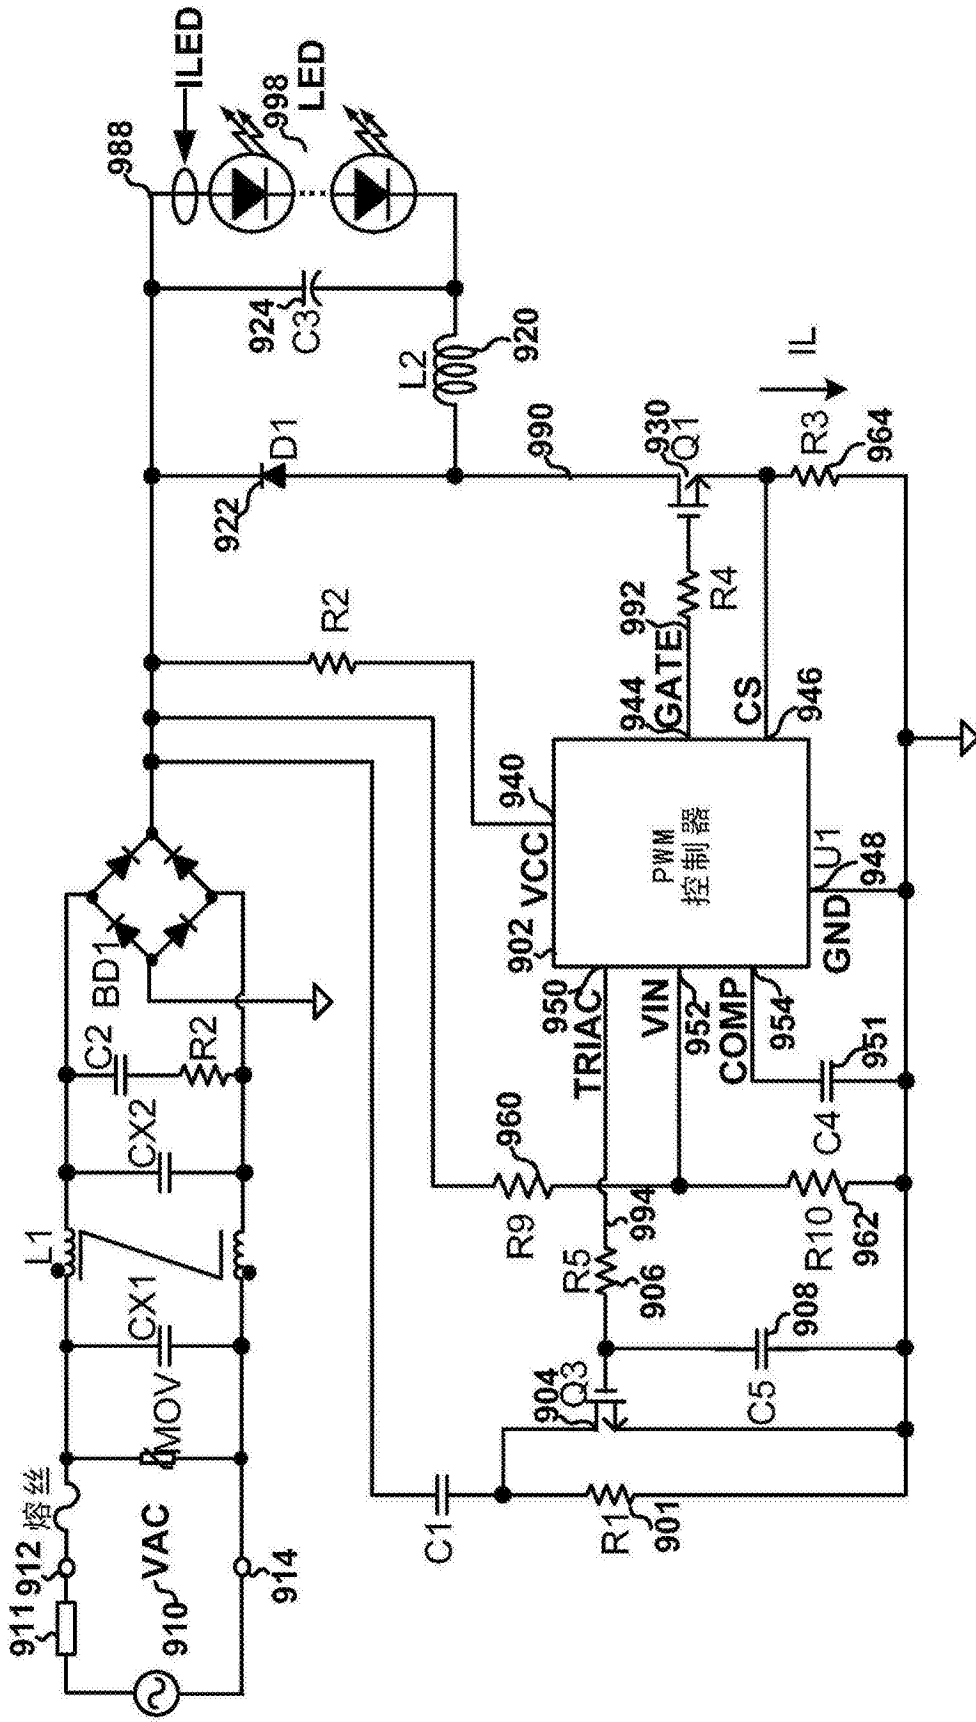 911
912
熔丝
910
VAC
914
MOV
CX1
L1
CX2
C2
R2
BD1
988
ILED
998
LED
924
C3
L2
920
922
D1
990
930
Q1
IL
R3
964
R2
992
R4
944
GATE
CS
946
940
VCC
902
PWM
控制器
U1
948
GND
950
TRIAC
VIN
952
COMP
954
951
C4
960
R9
994
R5
906
R10
962
908
C5
904
Q3
C1
R1
901